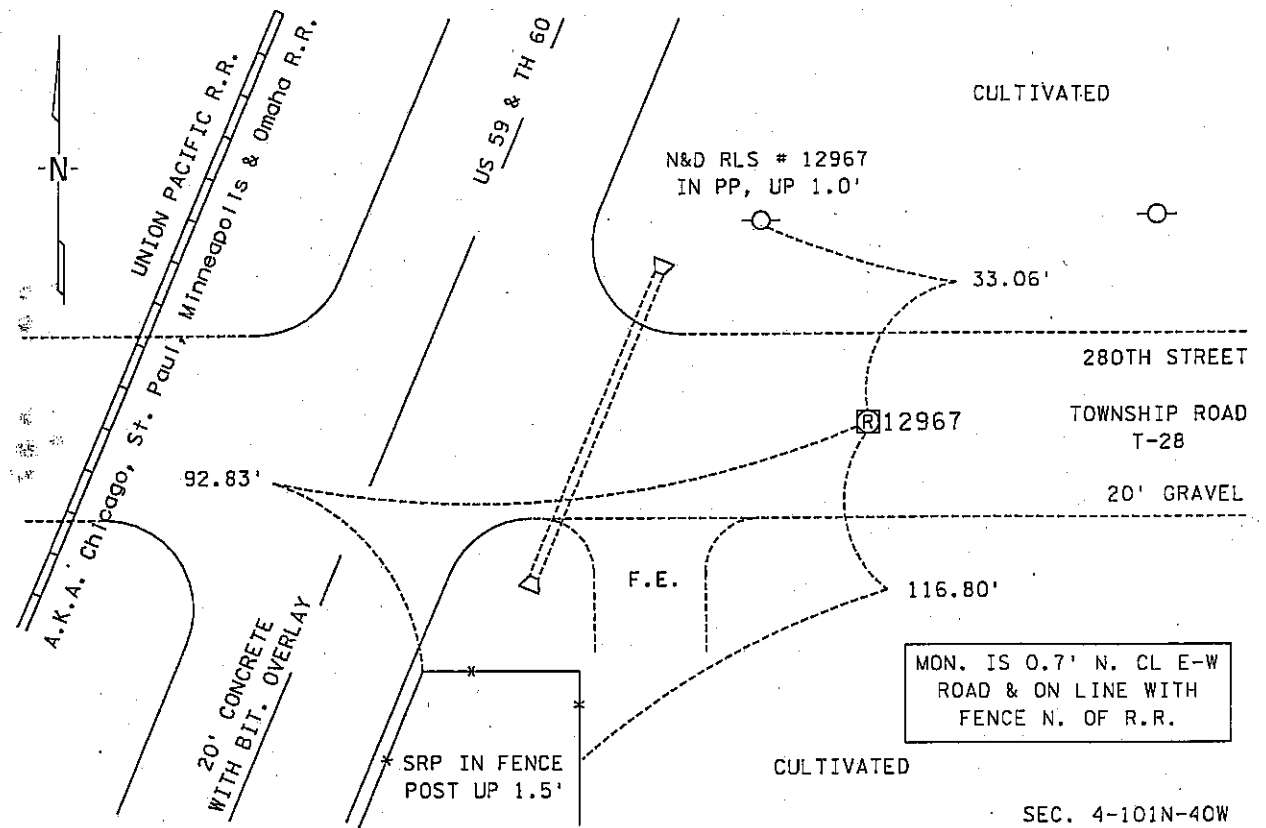 UNION PACIFIC R.R.
A.K.A. Chicago, St. Paul, Minneapolis & Omaha R.R.
US 59 & TH 60
CULTIVATED
-N-
N&D RLS # 12967
IN PP, UP 1.0'
33.06'
280TH STREET
R 12967
TOWNSHIP ROAD
T-28
92.83'
20' GRAVEL
F.E.
116.80'
20' CONCRETE
WITH BIT. OVERLAY
MON. IS 0.7' N. CL E-W
ROAD & ON LINE WITH
FENCE N. OF R.R.
* SRP IN FENCE
POST UP 1.5'
CULTIVATED
SEC. 4-101N-40W